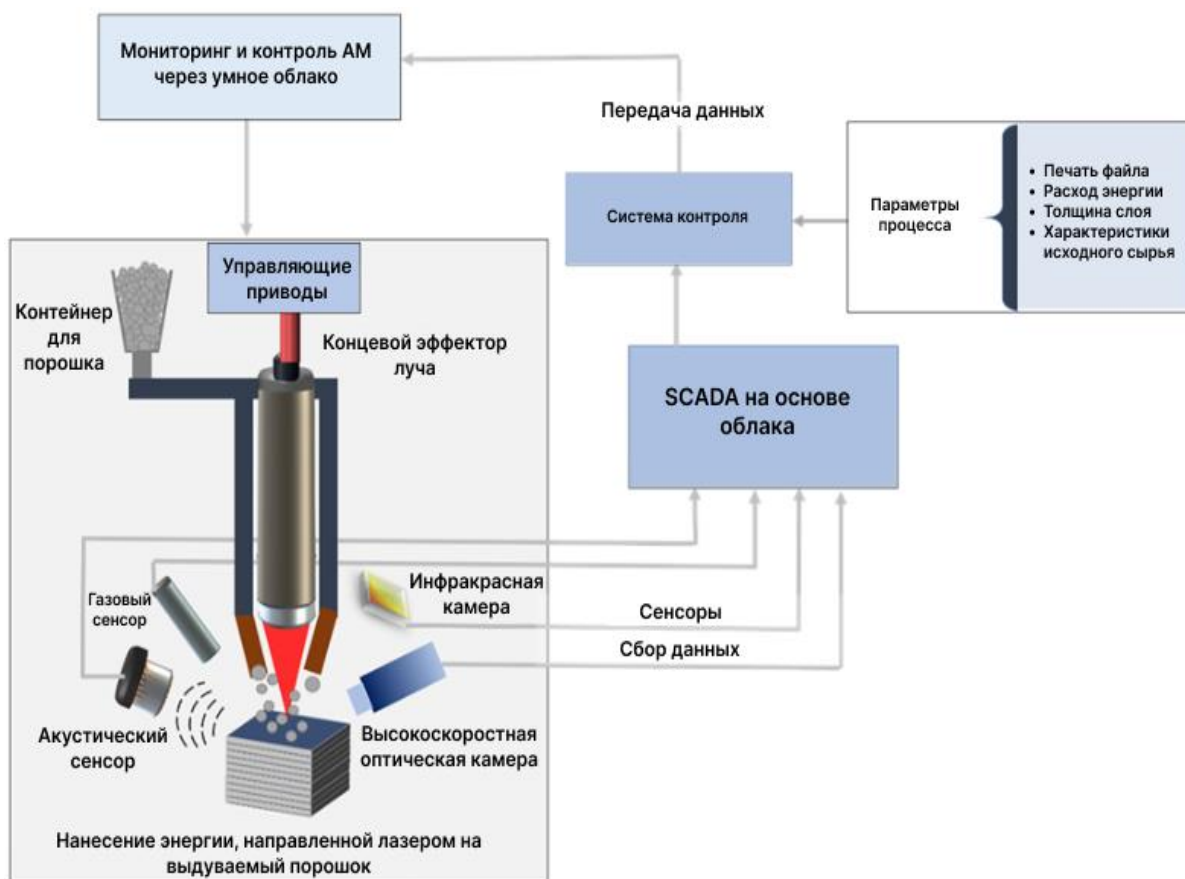 Мониторинг и контроль АМ
через умное облако
Передача данных
Система контроля
Параметры
процесса
• Печать файла
• Расход энергии
• Толщина слоя
• Характеристики
исходного сырья
Управляющие
приводы
Контейнер
для
порошка
Концевой эффектор
луча
SCADA на основе
облака
Газовый
сенсор
Инфракрасная
камера
Сенсоры
Сбор данных
Акустический
сенсор
Высокоскоростная
оптическая камера
Нанесение энергии, направленной лазером на
выдуваемый порошок